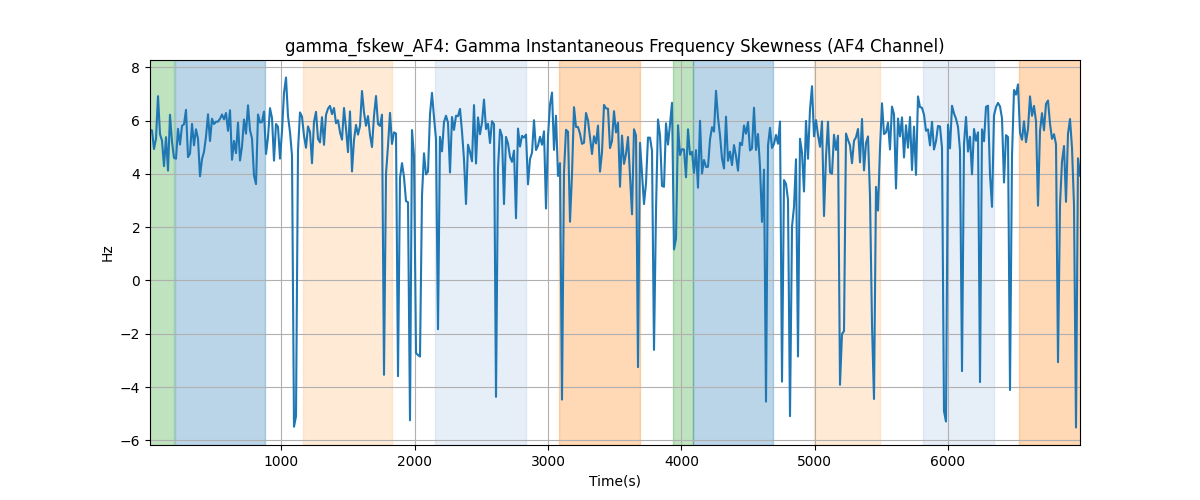 gamma_fskew_AF4: Gamma Instantaneous Frequency Skewness (AF4 Channel)
8
6
4
2
0
−2
−4
−6
Hz
1000 2000 3000 4000 5000 6000
Time(s)